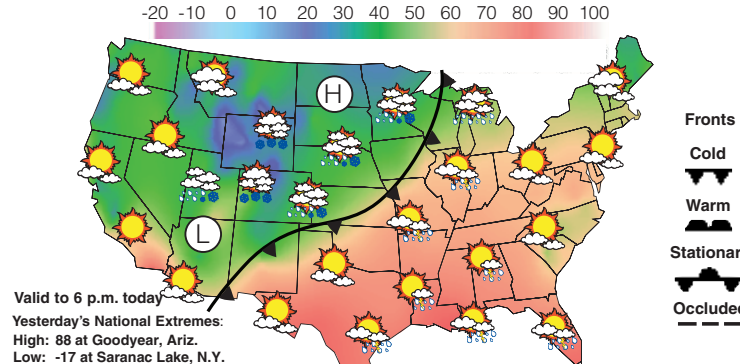 -20 -10 0 10 20 30 40 50 60 70 80 90 100
H
L
Fronts
Cold
Warm
Stationar
Occluded
Valid to 6 p.m. today
Yesterday's National Extremes:
High: 88 at Goodyear, Ariz.
Low: -17 at Saranac Lake, N.Y.